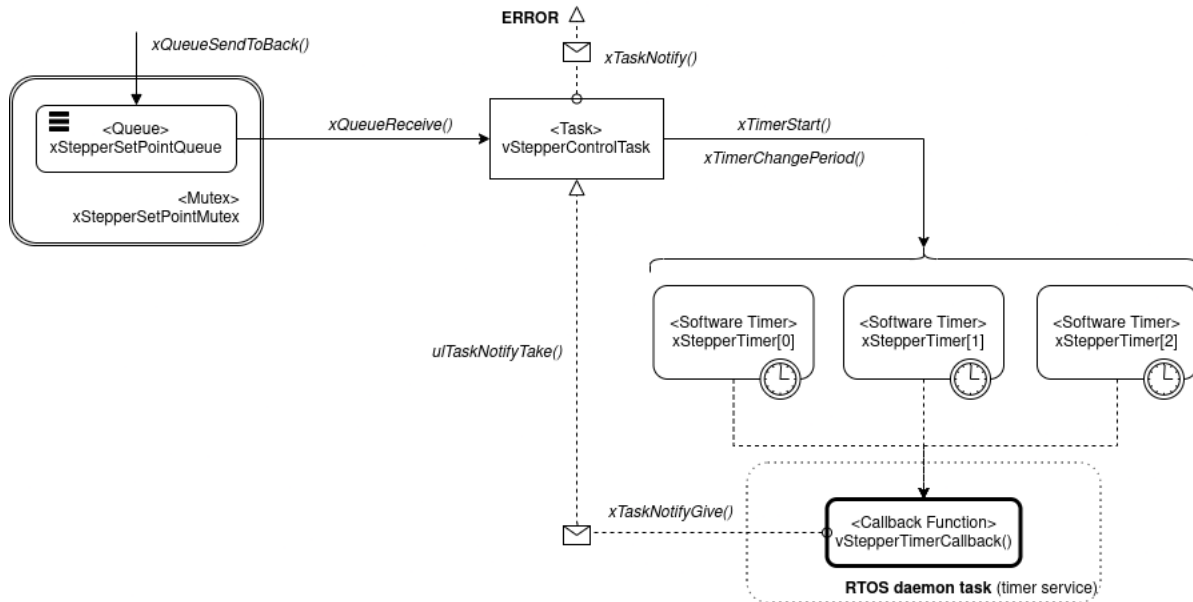 ERROR
xQueueSendToBack()
xTaskNotify()
<Queue>
xStepperSetPointQueue
xQueueReceive()
<Task>
vStepperControlTask
xTimerStart()
xTimerChangePeriod()
<Mutex>
xStepperSetPointMutex
<Software Timer>
xStepperTimer[0]
<Software Timer>
xStepperTimer[1]
<Software Timer>
xStepperTimer[2]
ulTaskNotifyTake()
xTaskNotifyGive()
<Callback Function>
vStepperTimerCallback()
RTOS daemon task (timer service)